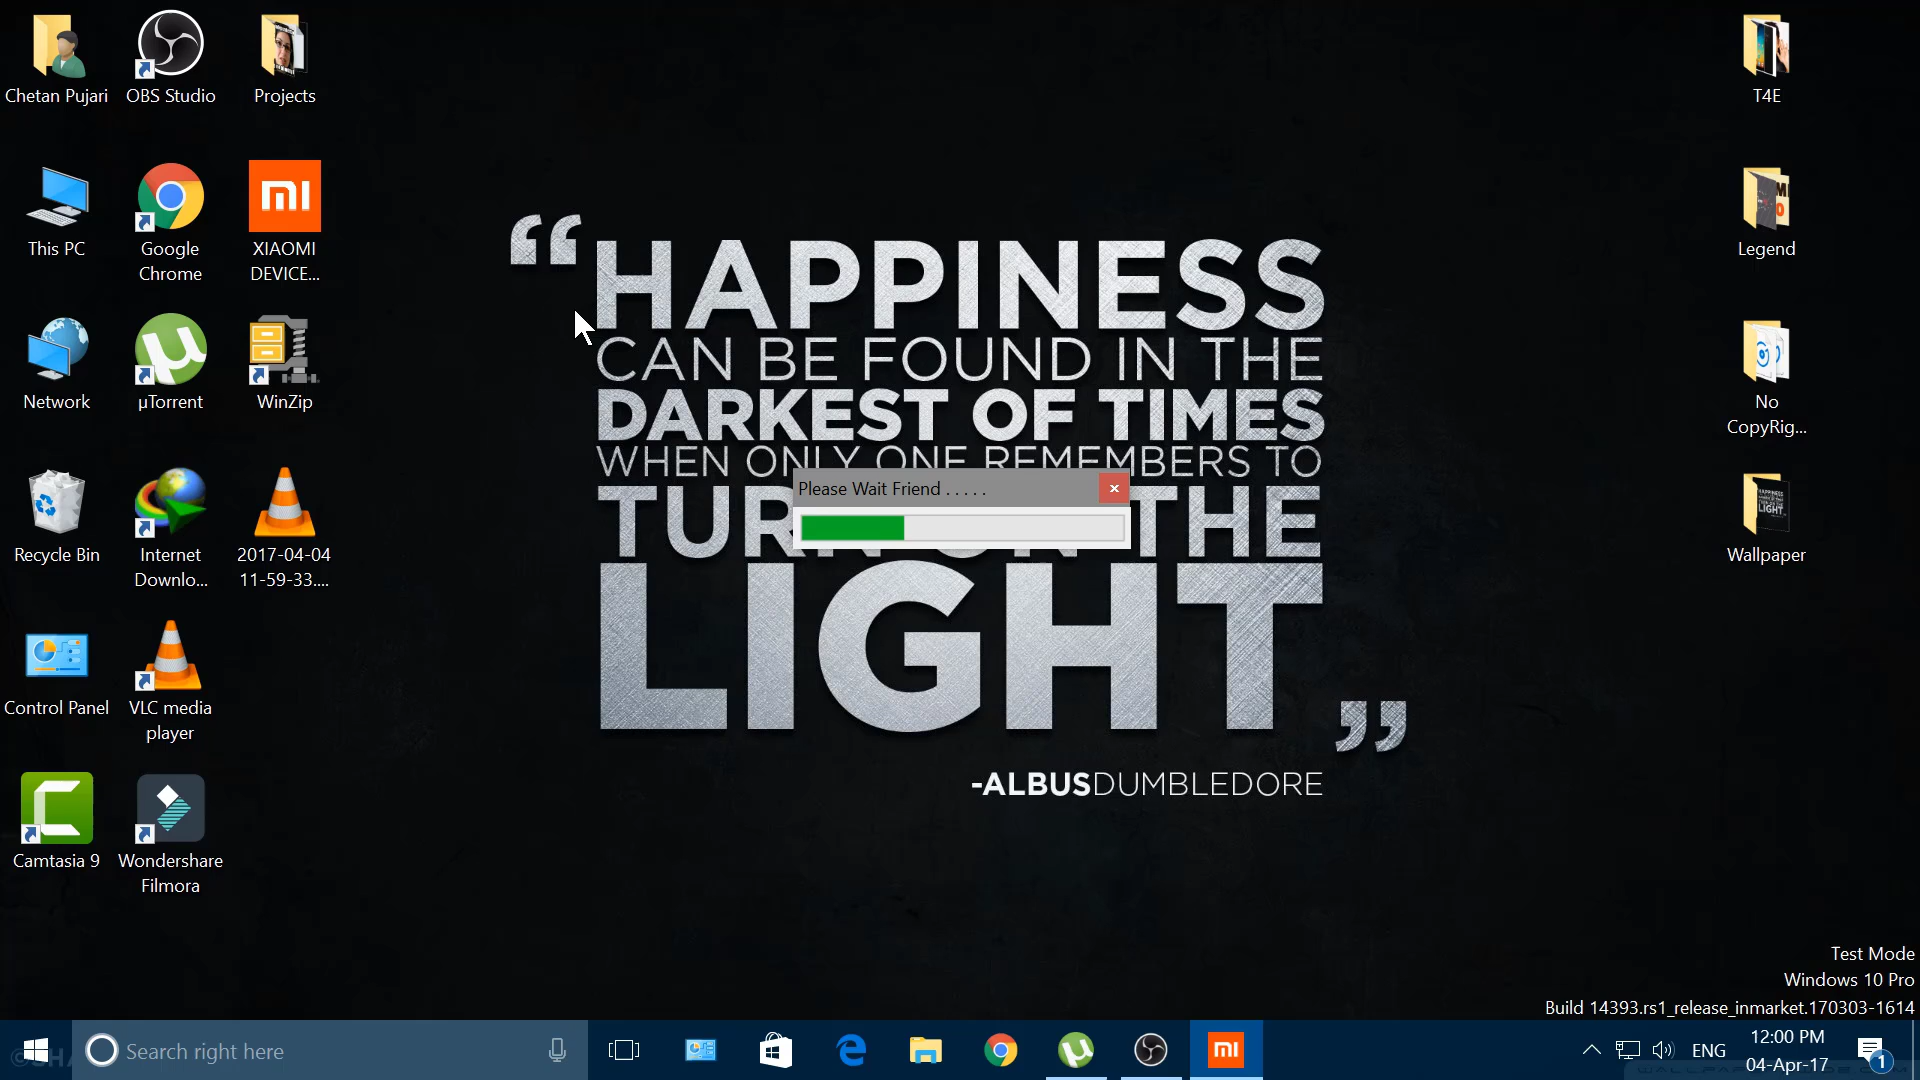 Chetan Pujari
OBS Studio
Projects
T4E
This PC
Google
Chrome
XIAOMI
DEVICE...
Legend
Network
µTorrent
WinZip
No
CopyRig...
Recycle Bin
Internet
Downlo...
2017-04-04
11-59-33....
Wallpaper
Control Panel
VLC media
player
Camtasia 9
Wondershare
Filmora
“HAPPINESS
CAN BE FOUND IN THE
DARKEST OF TIMES
WHEN ONLY ONE REMEMBERS TO
Please Wait Friend . . . . .
THE
LIGHT”
-ALBUSDUMBLEDORE
Test Mode
Windows 10 Pro
Build 14393.rs1_release_inmarket.170303-1614
Search right here
ENG
12:00 PM
04-Apr-17
1